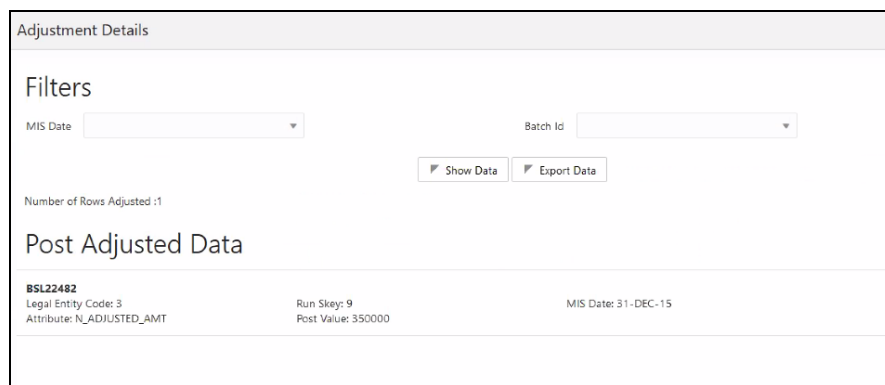 Adjustment Details
Filters
MIS Date Batch Id
Show Data Export Data
Number of Rows Adjusted :1
Post Adjusted Data
BSL22482
Legal Entity Code: 3 Run Skey: 9 MIS Date: 31-DEC-15
Attribute: N_ADJUSTED_AMT Post Value: 350000